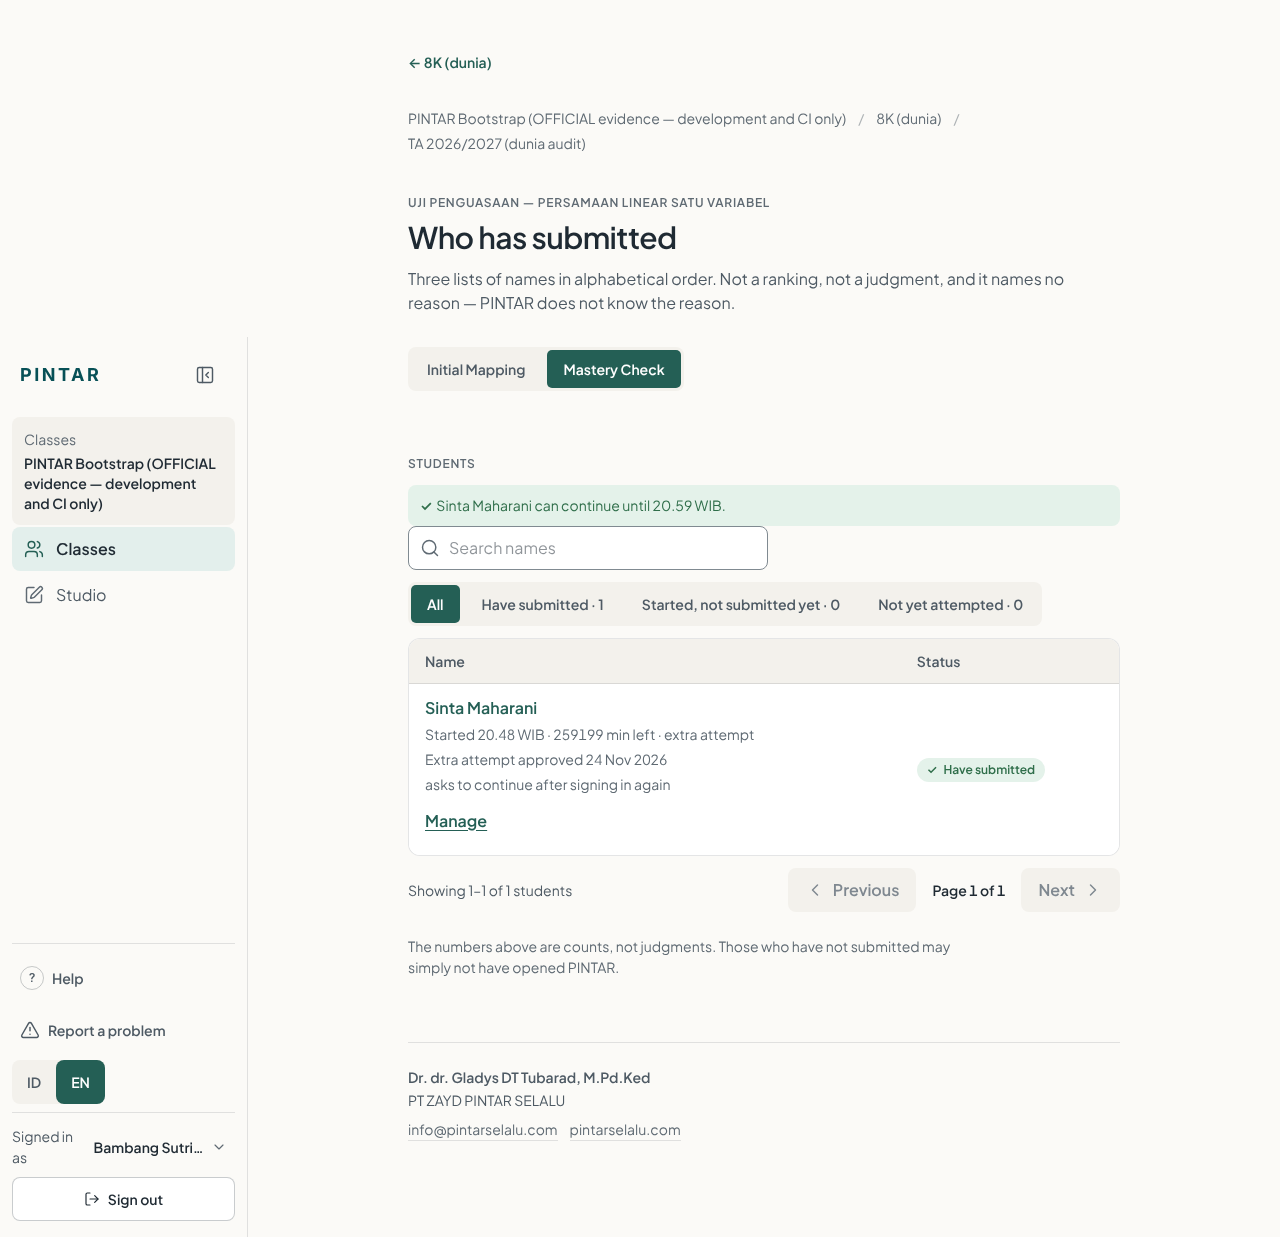 ← 8K (dunia)
PINTAR Bootstrap (OFFICIAL evidence — development and CI only) / 8K (dunia) /
TA 2026/2027 (dunia audit)
UJI PENGUASAAN — PERSAMAAN LINEAR SATU VARIABEL
Who has submitted
Three lists of names in alphabetical order. Not a ranking, not a judgment, and it names no
reason — PINTAR does not know the reason.
Initial Mapping
Mastery Check
STUDENTS
✓ Sinta Maharani can continue until 20.59 WIB.
Search names
All
Have submitted · 1
Started, not submitted yet · 0
Not yet attempted · 0
Name
Status
Sinta Maharani
Started 20.48 WIB · 259199 min left · extra attempt
Extra attempt approved 24 Nov 2026
asks to continue after signing in again
Manage
✓ Have submitted
Showing 1–1 of 1 students
Previous
Page 1 of 1
Next
The numbers above are counts, not judgments. Those who have not submitted may
simply not have opened PINTAR.
Dr. dr. Gladys DT Tubarad, M.Pd.Ked
PT ZAYD PINTAR SELALU
info@pintarselalu.com
pintarselalu.com
PINTAR
Classes
PINTAR Bootstrap (OFFICIAL
evidence — development
and CI only)
Classes
Studio
? Help
Report a problem
ID
EN
Signed in
as
Bambang Sutri…
Sign out